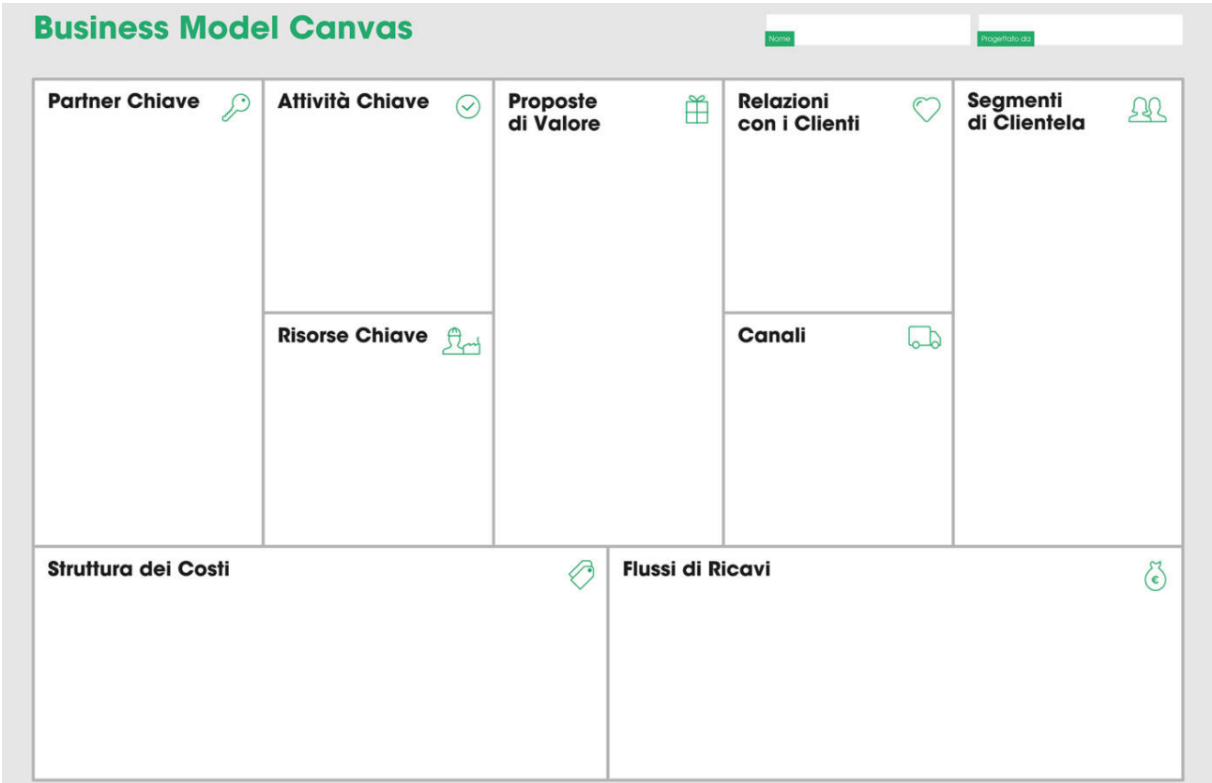 Business Model Canvas
Nome
Progettato da
Partner Chiave
Attività Chiave
Proposte
di Valore
Relazioni
con i Clienti
Segmenti
di Clientela
Risorse Chiave
Canali
Struttura dei Costi
Flussi di Ricavi
€